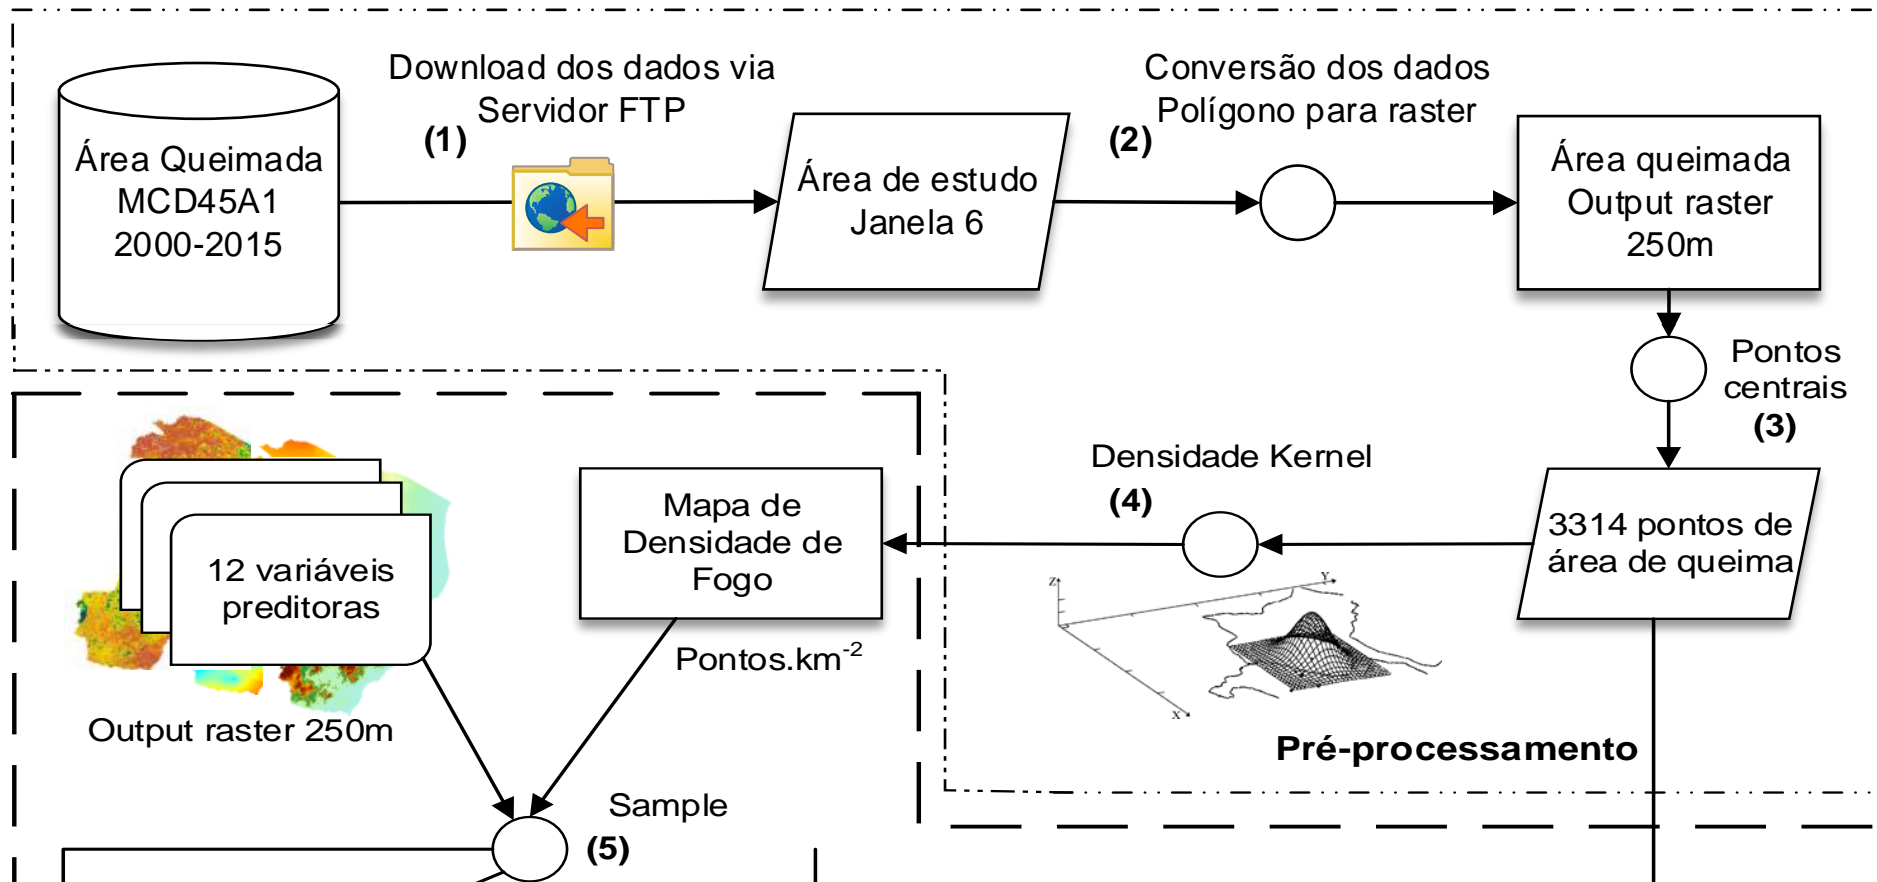 Download dos dados via
Servidor FTP
(1)
Conversão dos dados
Polígono para raster
(2)
Área Queimada
MCD45A1
2000-2015
Área de estudo
Janela 6
Área queimada
Output raster
250m
Pontos
centrais
(3)
Densidade Kernel
(4)
3314 pontos de
área de queima
Mapa de
Densidade de
Fogo
12 variáveis
preditoras
Z
Y
X
Pontos.km⁻²
Output raster 250m
Pré-processamento
Sample
(5)